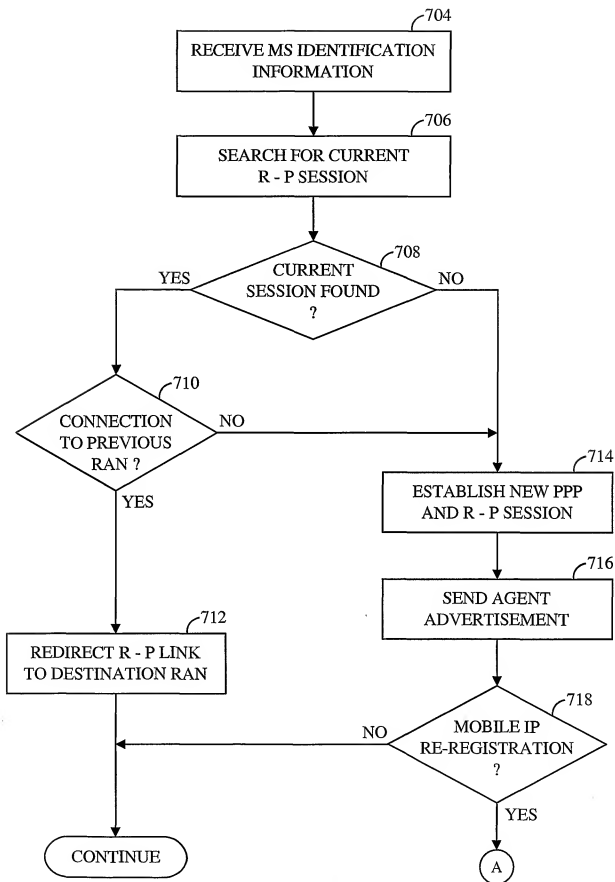 704
RECEIVE MS IDENTIFICATION
INFORMATION
706
SEARCH FOR CURRENT
R - P SESSION
708
YES
CURRENT
SESSION FOUND
?
NO
710
CONNECTION
TO PREVIOUS
RAN ?
NO
YES
714
ESTABLISH NEW PPP
AND R - P SESSION
716
SEND AGENT
ADVERTISEMENT
712
REDIRECT R - P LINK
TO DESTINATION RAN
718
NO
MOBILE IP
RE-REGISTRATION
?
YES
CONTINUE
A